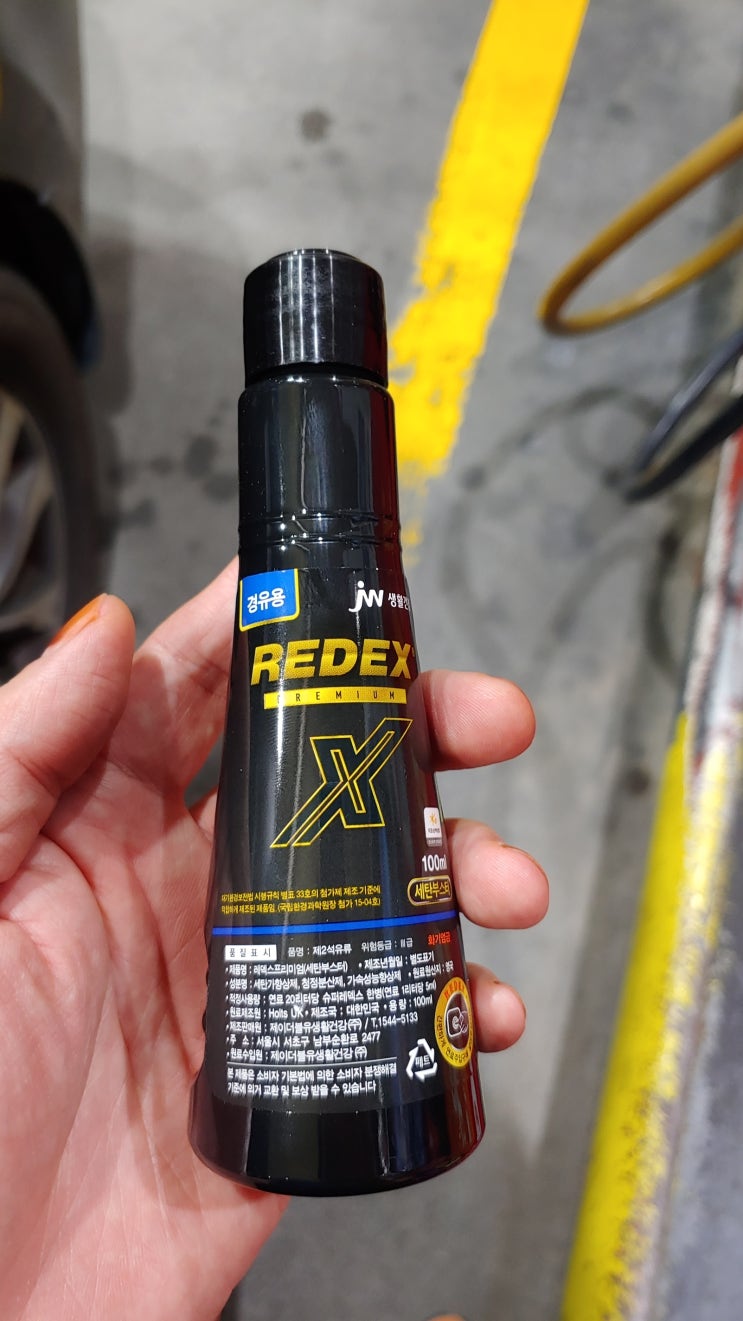 경유용
jw 생활건
REDEX
PREMIUM
X
100ml
세탄부스터
대기환경보전법 시행규칙 별표 33호의 첨가제 제조 기준에
적합하게 제조된 제품임. (국립환경과학원장 첨가 15-04호)
품 질 표 시 품명 : 제2석유류 위험등급 : Ⅲ급 화기엄금
• 제품명 : 레덱스프리미엄(세탄부스터) • 제조년월일 : 별도표기
• 성분명 : 세탄가향상제, 청정분산제, 가속성능향상제 • 원료원산지 : 영국
• 적정사용량 : 연료 20리터당 슈퍼레덱스 한병(연료 1리터당 5ml)
• 원료제조원 : Holts UK • 제조국 : 대한민국 • 용 량 : 100ml
• 제조판매원 : 제이더블유생활건강(주) / T.1544-5133
• 주 소 : 서울시 서초구 남부순환로 2477
• 원료수입원 : 제이더블유생활건강(주)
본 제품은 소비자 기본법에 의한 소비자 분쟁해결
기준에 의거 교환 및 보상 받을 수 있습니다
페트
REDEX